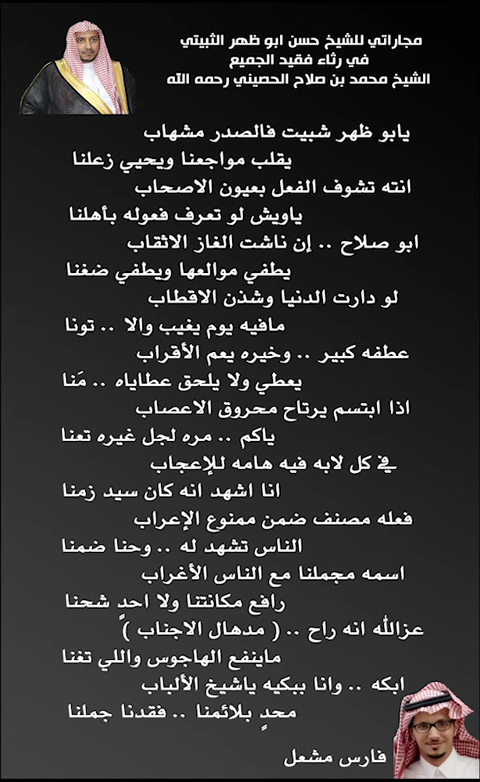 مجاراتي للشيخ حسن ابو ظهر الثبيتي
في رثاء فقيد الجميع
الشيخ محمد بن صلاح الحصيني رحمه الله
يابو ظهر شبيت فالصدر مشهاب
يقلب مواجعنا ويحيي زعلنا
انته تشوف الفعل بعيون الاصحاب
ياويش لو تعرف فعوله بأهلنا
ابو صلاح .. إن ناشت الغاز الاثقاب
يطفي موالعها ويطفي ضغنا
لو دارت الدنيا وشذن الاقطاب
مافيه يوم يغيب والا .. تونا
عطفه كبير .. وخيره يعم الأقراب
يعطي ولا يلحق عطاياه .. مَنا
اذا ابتسم يرتاح محروق الاعصاب
ياكم .. مره لجل غيره تعنا
في كل لابه فيه هامه للإعجاب
انا اشهد انه كان سيد زمنا
فعله مصنف ضمن ممنوع الإعراب
الناس تشهد له .. وحنا ضمنا
اسمه مجملنا مع الناس الأغراب
رافع مكانتنا ولا احدٍ شحنا
عزالله انه راح .. ( مدهال الاجناب )
ماينفع الهاجوس واللي تغنا
ابكه .. وانا ببكيه ياشيخ الألباب
محدٍ بلائمنا .. فقدنا جملنا
فارس مشعل